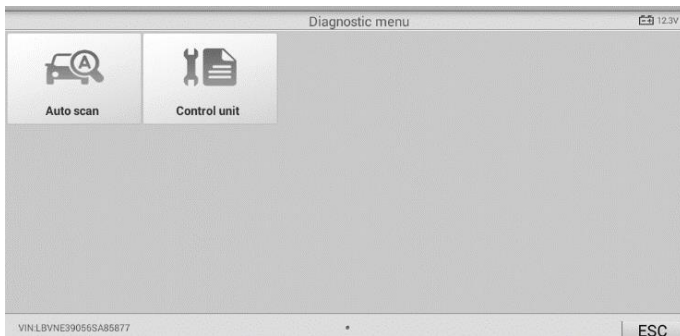 Diagnostic menu
12.3V
Auto scan
Control unit
VIN:LBVNE39056SA85877
ESC